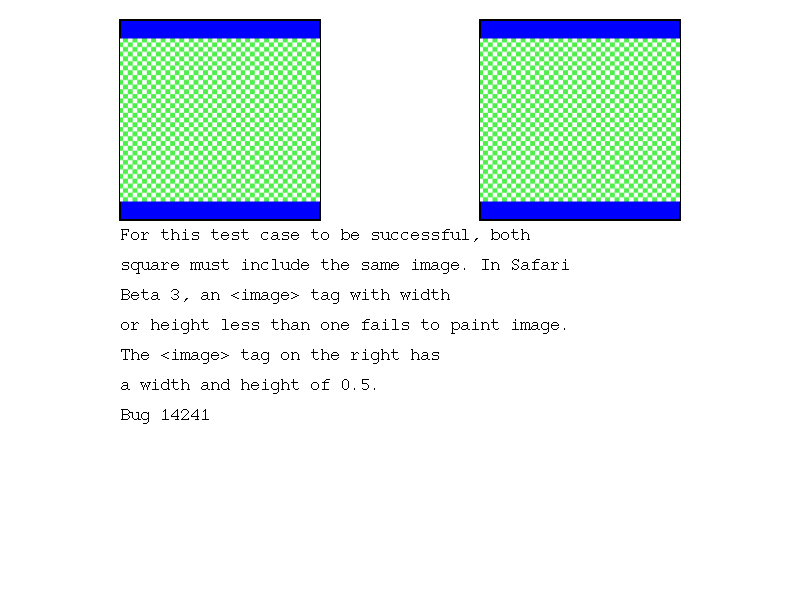 For this test case to be successful, both
square must include the same image. In Safari
Beta 3, an <image> tag with width
or height less than one fails to paint image.
The <image> tag on the right has
a width and height of 0.5.
Bug 14241